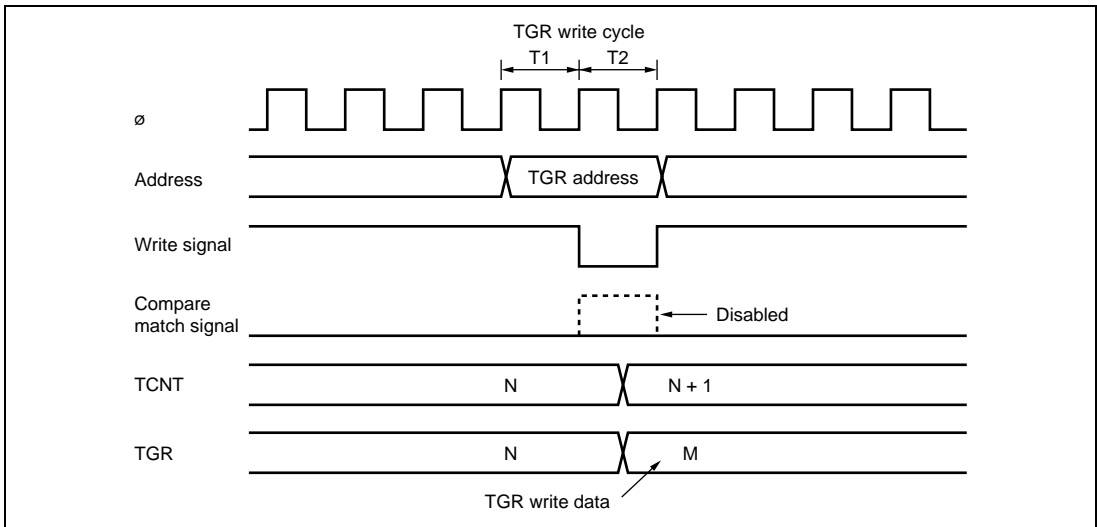 TGR write cycle
T1 T2
ø
Address TGR address
Write signal
Compare
match signal Disabled
TCNT N N + 1
TGR N M
TGR write data